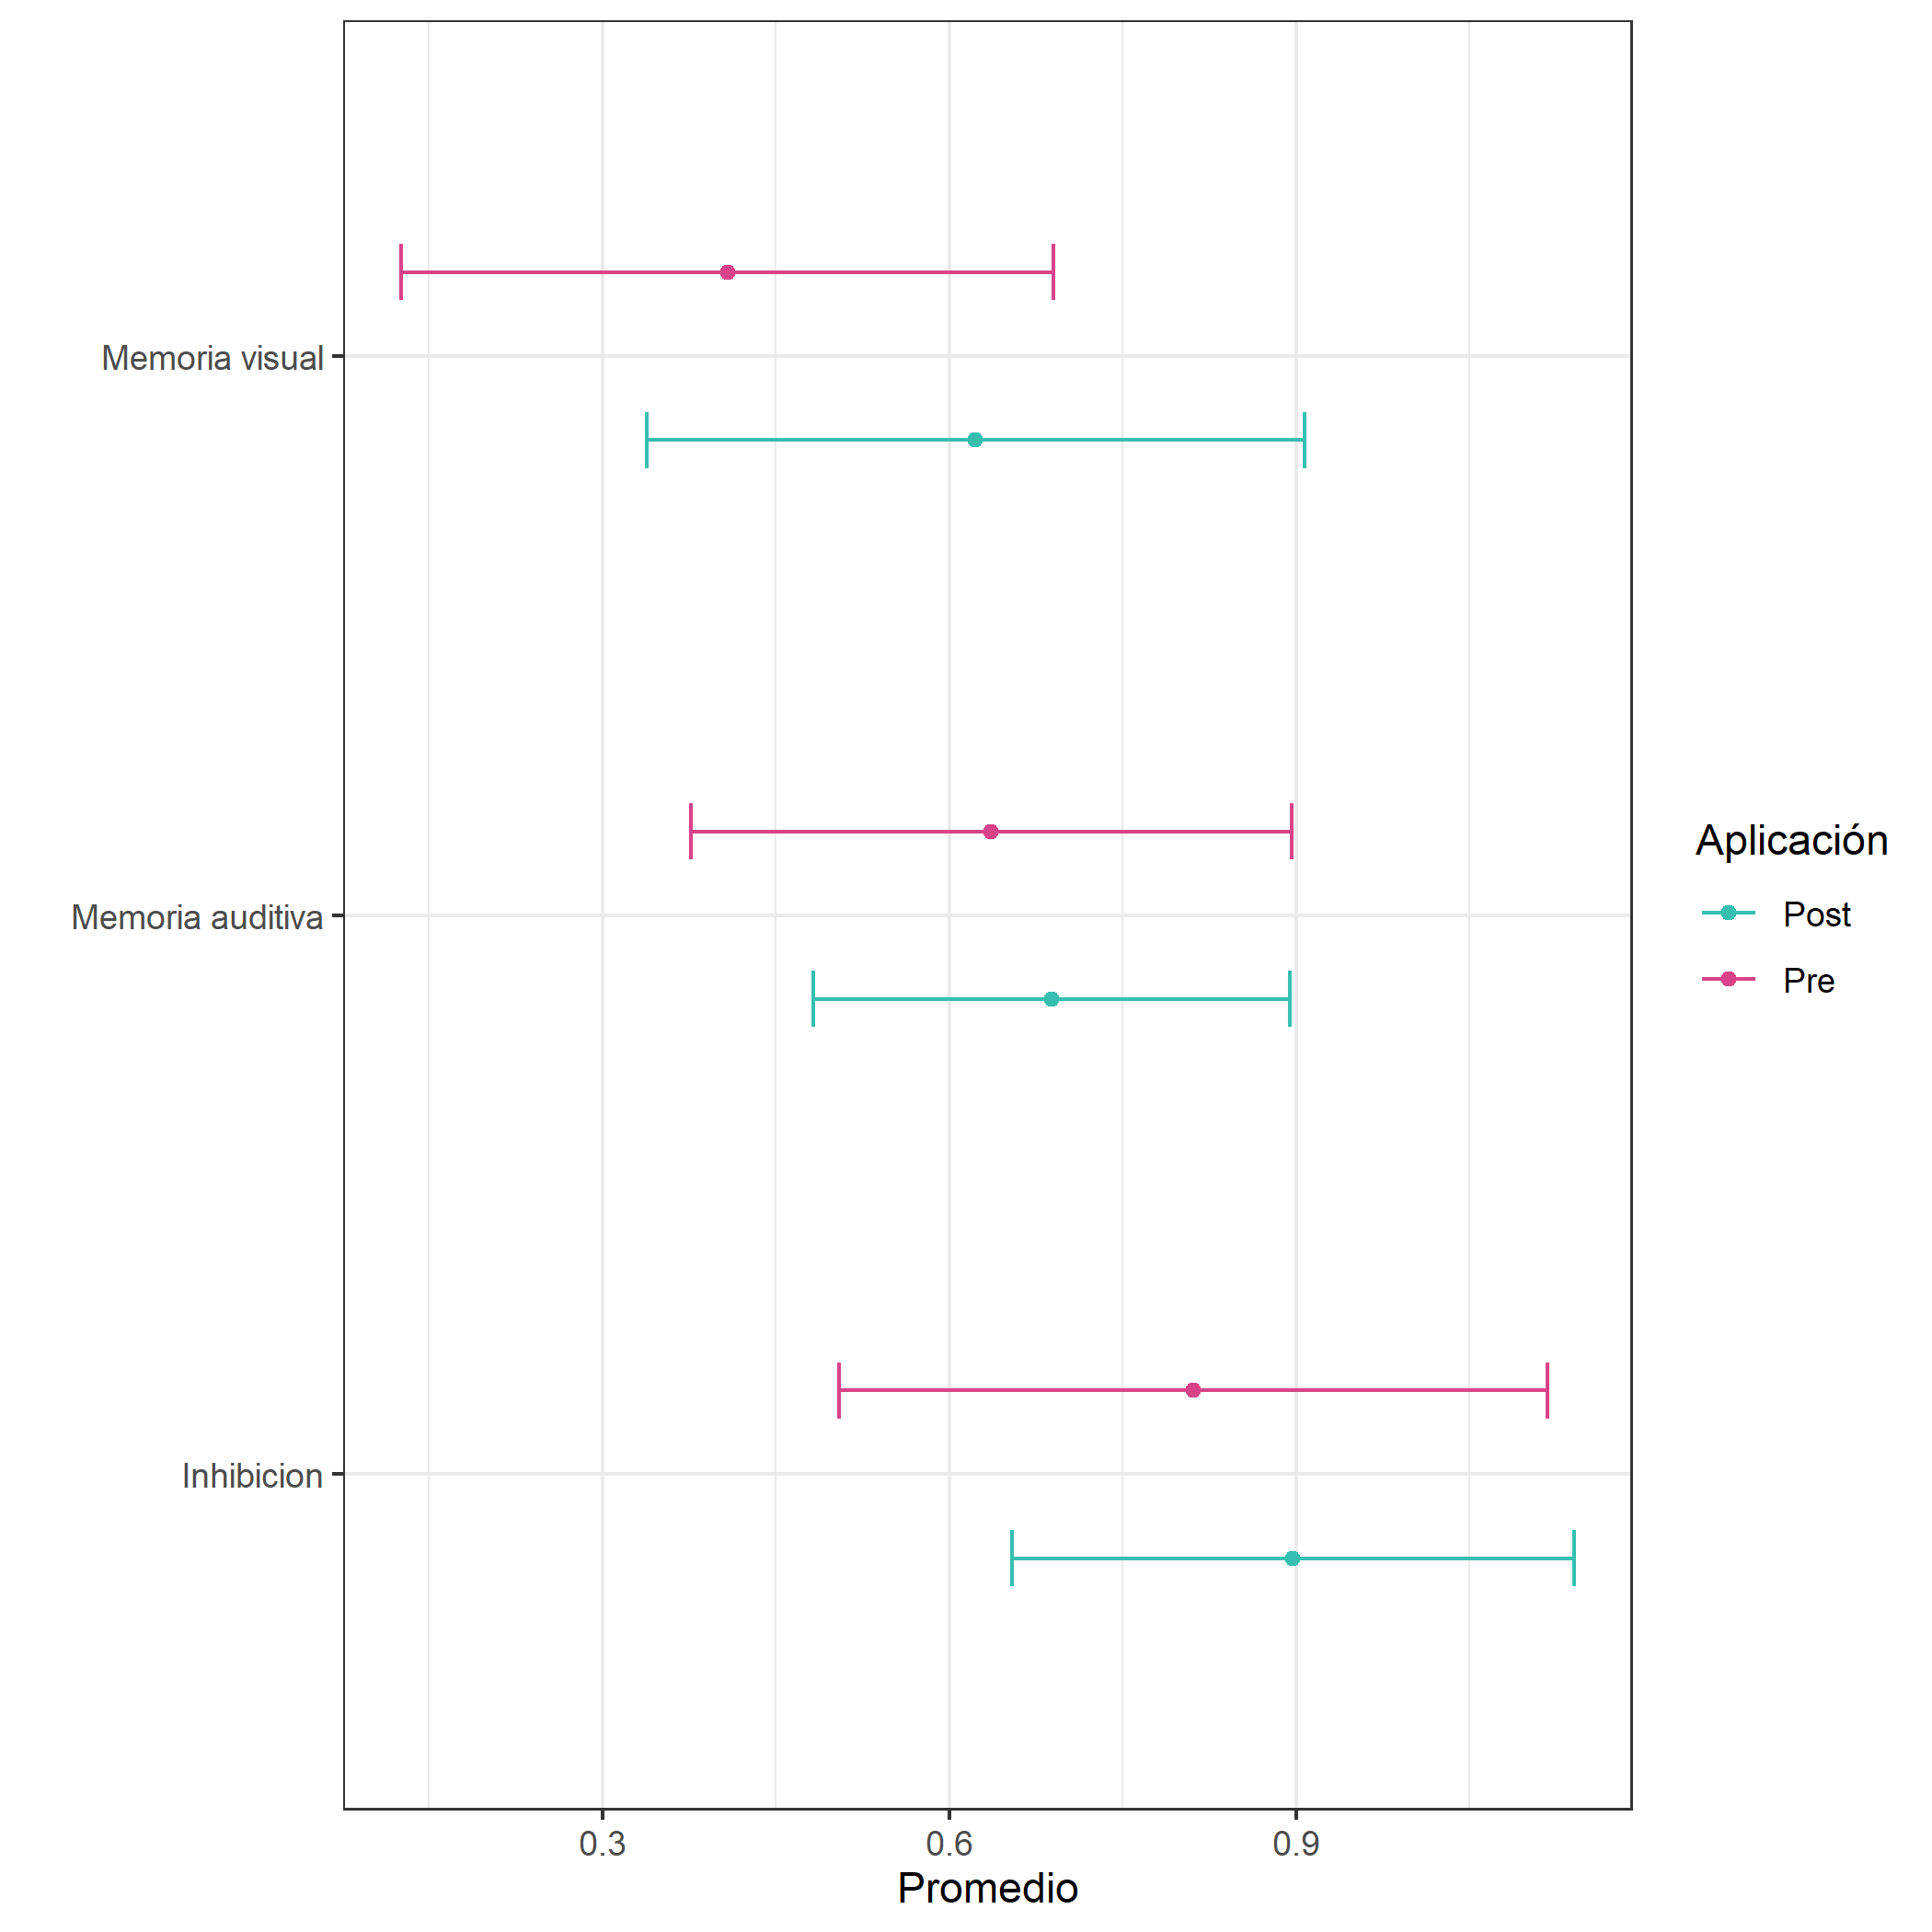 Memoria visual
Memoria auditiva
Inhibicion
0.3
0.6
0.9
Promedio
Aplicación
Post
Pre